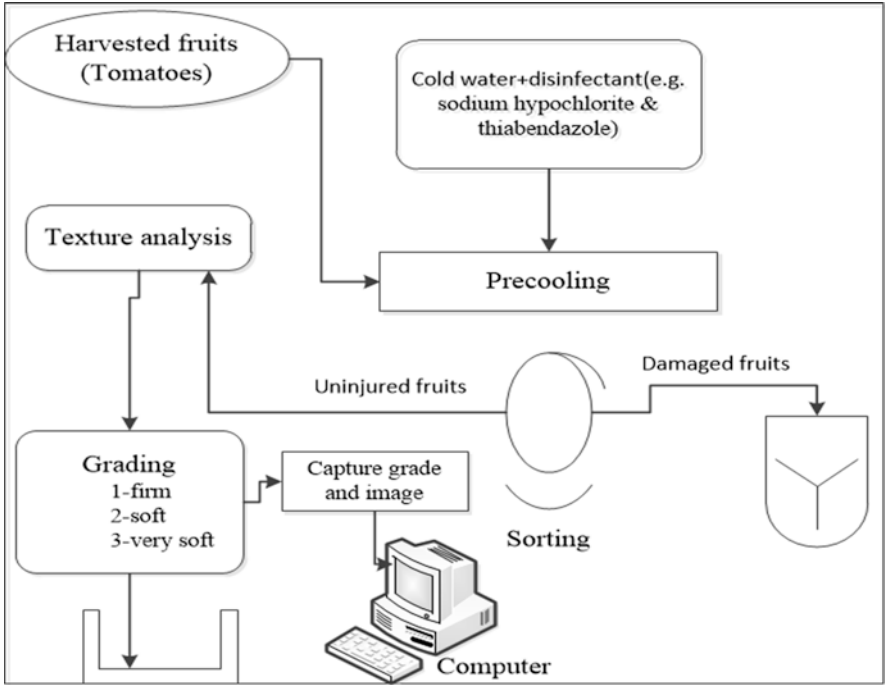 Harvested fruits
(Tomatoes)
Cold water+disinfectant(e.g.
sodium hypochlorite &
thiabendazole)
Texture analysis
Precooling
Uninjured fruits
Damaged fruits
Grading
1-firm
2-soft
3-very soft
Capture grade
and image
Sorting
Computer